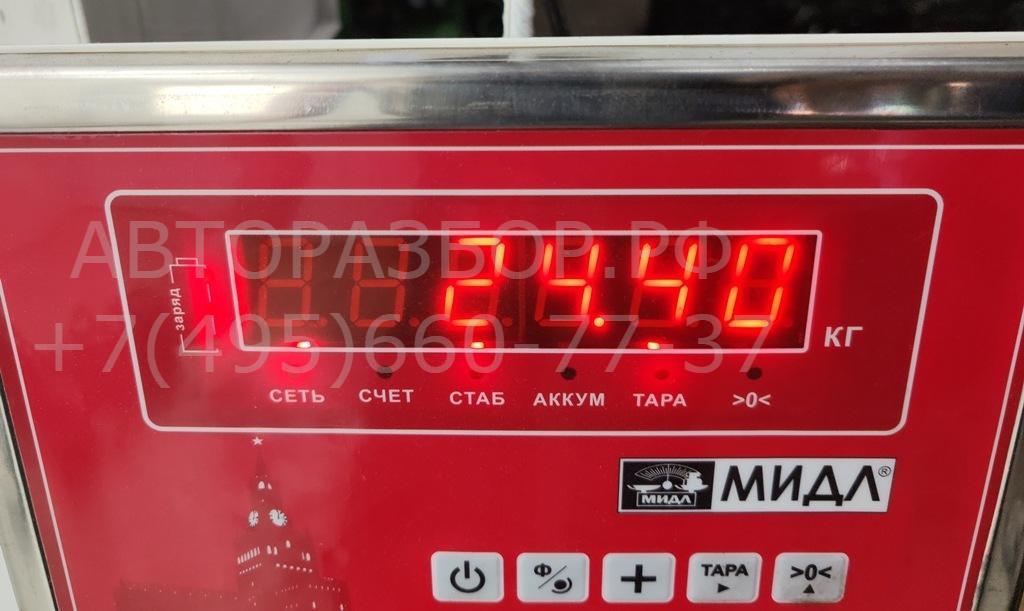 АВТОРАЗБОР.РФ
24.40
заряд
+7(495)660-77-37
КГ
СЕТЬ СЧЕТ СТАБ АККУМ ТАРА >0<
МИДЛ МИДЛ®
Ф ТАРА >0<